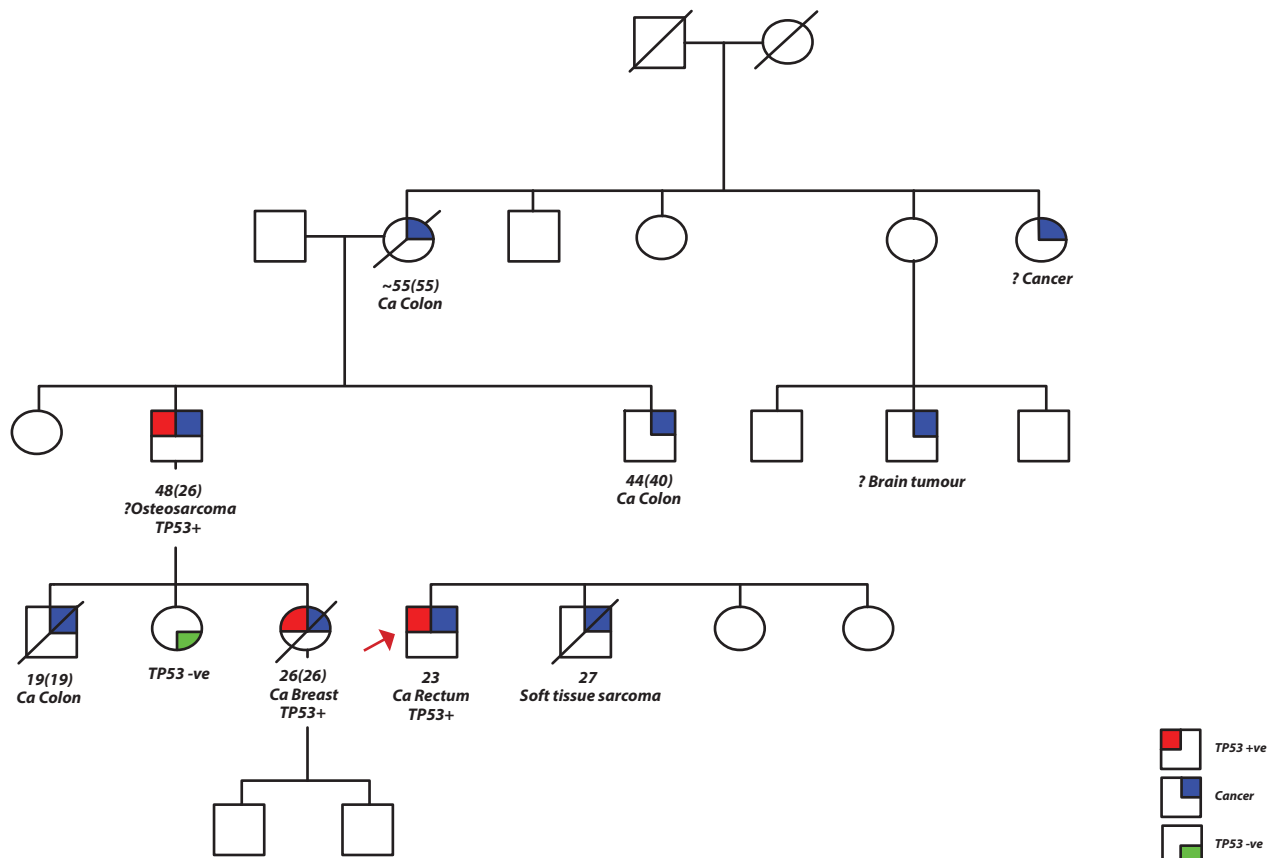 ~55(55)
Ca Colon
? Cancer
48(26)
?Osteosarcoma
TP53+
44(40)
Ca Colon
? Brain tumour
19(19)
Ca Colon
TP53 -ve
26(26)
Ca Breast
TP53+
23
Ca Rectum
TP53+
27
Soft tissue sarcoma
TP53 +ve
Cancer
TP53 -ve